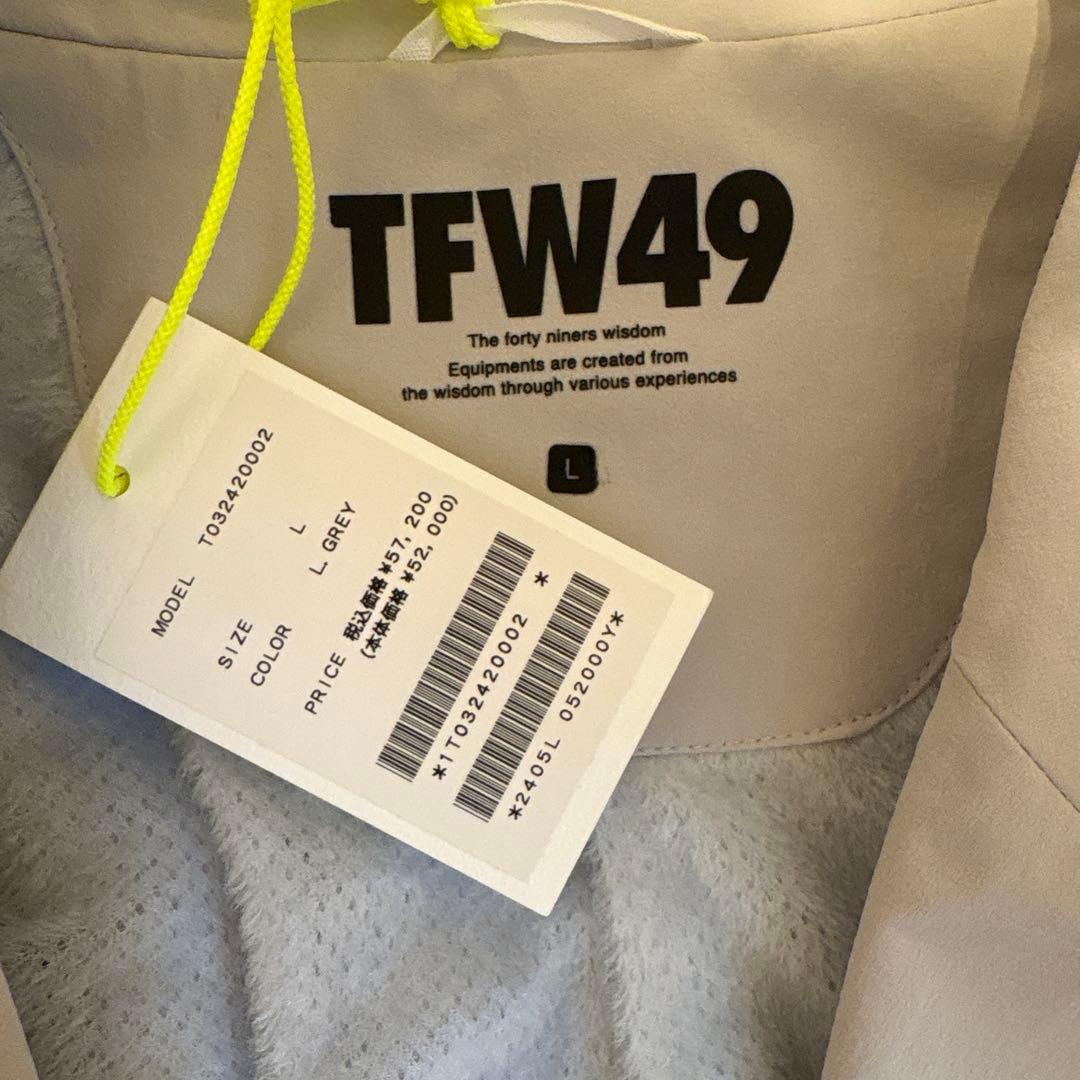 TFW49
The forty niners wisdom
Equipments are created from
the wisdom through various experiences
L
MODEL T032420002
SIZE L
COLOR L.GREY
PRICE 税込価格 ¥57,200
(本体価格 ¥52,000)
*1T032420002 *
*2405L 052000Y*